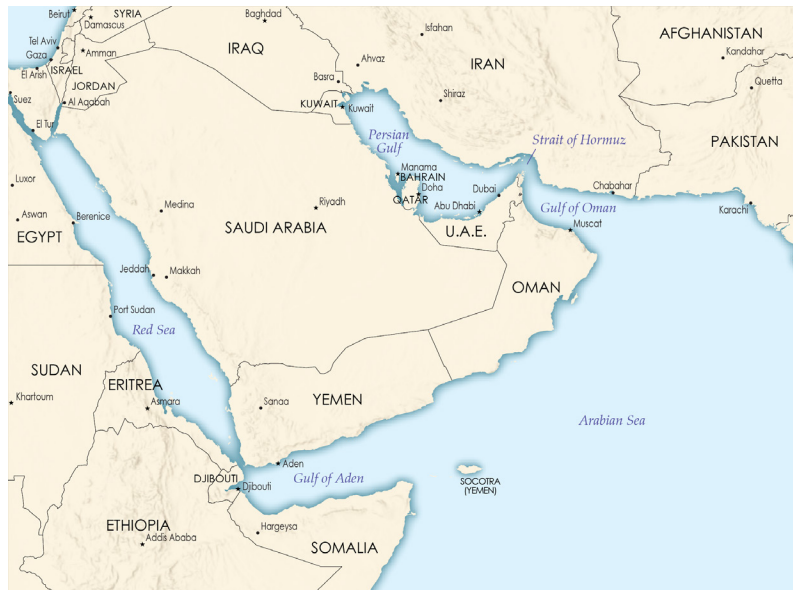 Beirut
SYRIA
Damascus
Baghdad
Isfahan
AFGHANISTAN
Tel Aviv
Amman
IRAQ
Kandahar
Gaza
Ahvaz
IRAN
El Arish
ISRAEL
Basra
Quetta
JORDAN
Shiraz
Suez
Al Aqabah
KUWAIT
Kuwait
El Tur
Persian
Gulf
Strait of Hormuz
PAKISTAN
Manama
BAHRAIN
Luxor
Doha
Dubai
Chabahar
QATAR
Abu Dhabi
Medina
Riyadh
Gulf of Oman
Karachi
Aswan
Berenice
SAUDI ARABIA
U.A.E.
Muscat
EGYPT
Jeddah
Makkah
OMAN
Port Sudan
Red Sea
SUDAN
ERITREA
Khartoum
Asmara
Sanaa
YEMEN
Arabian Sea
Aden
DJIBOUTI
Djibouti
Gulf of Aden
SOCOTRA
(YEMEN)
ETHIOPIA
Addis Ababa
Hargeysa
SOMALIA